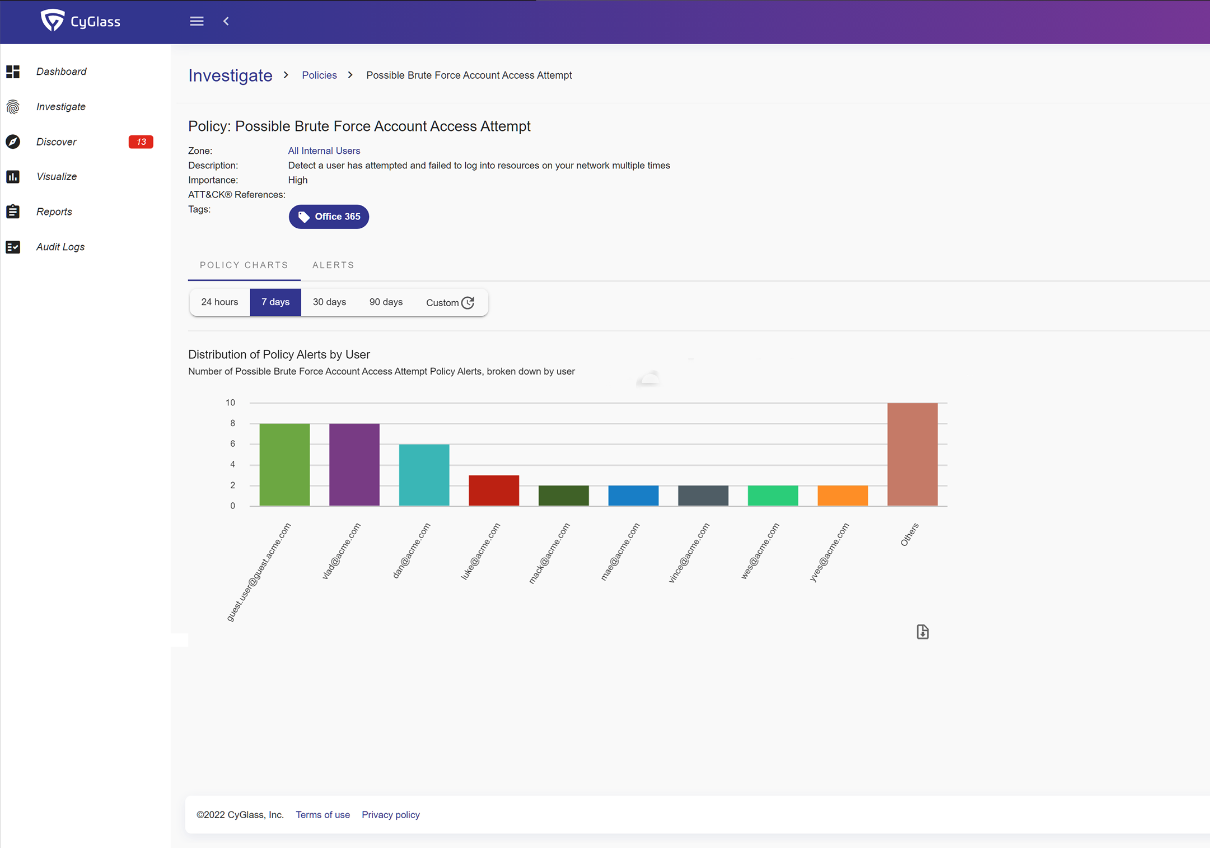 CyGlass
Dashboard
Investigate
Discover 13
Visualize
Reports
Audit Logs
Investigate > Policies > Possible Brute Force Account Access Attempt
Policy: Possible Brute Force Account Access Attempt
Zone: All Internal Users
Description: Detect a user has attempted and failed to log into resources on your network multiple times
Importance: High
ATT&CK® References:
Tags: Office 365
POLICY CHARTS ALERTS
24 hours 7 days 30 days 90 days Custom
Distribution of Policy Alerts by User
Number of Possible Brute Force Account Access Attempt Policy Alerts, broken down by user
10
8
6
4
2
0
guest.user@guest.acme.com
vlad@acme.com
dan@acme.com
luke@acme.com
mack@acme.com
mae@acme.com
vince@acme.com
wes@acme.com
yves@acme.com
Others
©2022 CyGlass, Inc. Terms of use Privacy policy